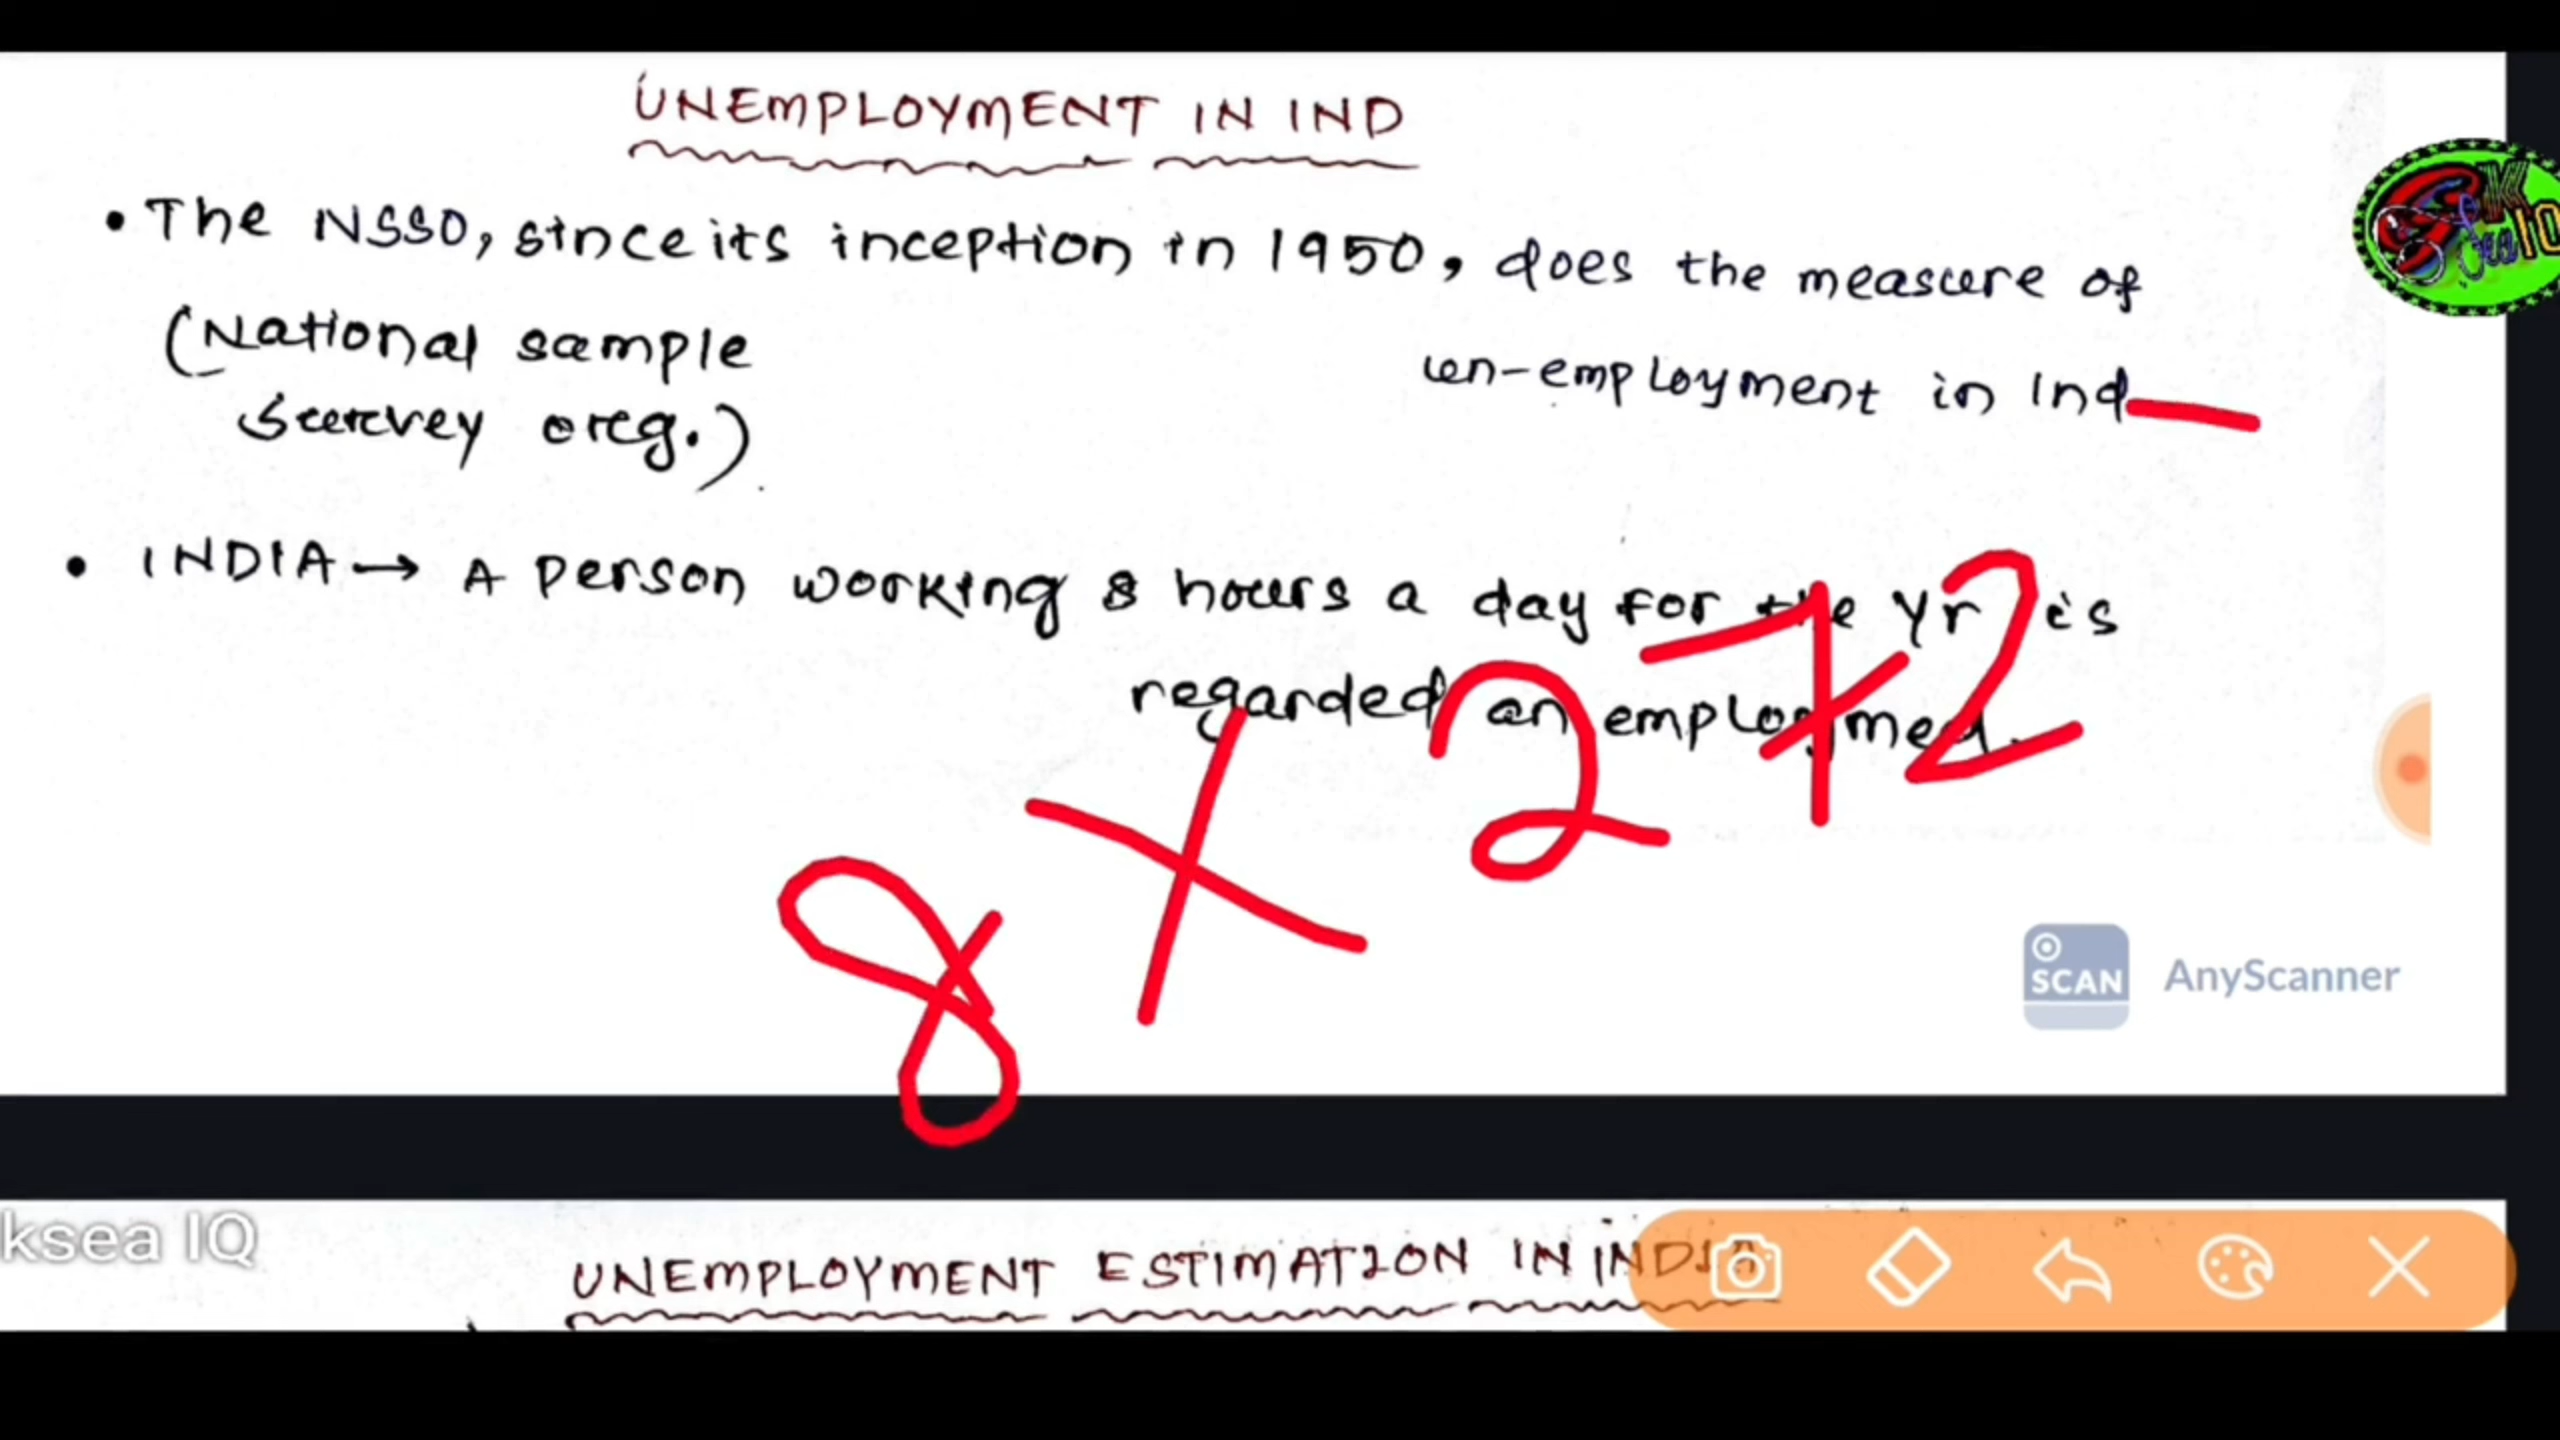 UNEMPLOYMENT IN IND
• The NSSO, since its inception in 1950, does the measure of
(National sample
un-employment in Ind
Survey org.)
• INDIA → A person working 8 hours a day for the yr is
regarded an employmed.
8 X 272
SCAN AnyScanner
ksea IQ
UNEMPLOYMENT ESTIMATION IN INDIA